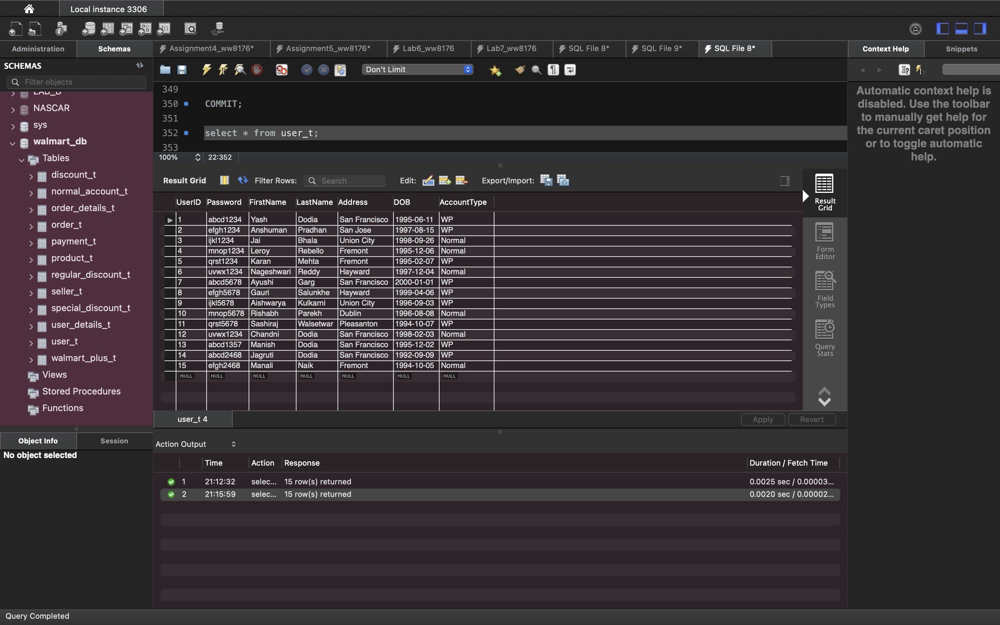 Local instance 3306
Administration
Schemas
Assignment4_ww8176*
Assignment5_ww8176*
Lab6_ww8176
Lab7_ww8176
SQL File 8*
SQL File 9*
SQL File 8*
Context Help
Snippets
SCHEMAS
Filter objects
LAB_B
NASCAR
sys
walmart_db
Tables
discount_t
normal_account_t
order_details_t
order_t
payment_t
product_t
regular_discount_t
seller_t
special_discount_t
user_details_t
user_t
walmart_plus_t
Views
Stored Procedures
Functions
Object Info
Session
No object selected
Don't Limit
349
350 COMMIT;
351
352 select * from user_t;
353
100% 22:352
Result Grid Filter Rows: Search Edit: Export/Import:
UserID Password FirstName LastName Address DOB AccountType
1 abcd1234 Yash Dodia San Francisco 1995-06-11 WP
2 efgh1234 Anshuman Pradhan San Jose 1997-08-15 WP
3 ijkl1234 Jai Bhala Union City 1998-09-26 Normal
4 mnop1234 Leroy Rebello Fremont 1995-12-06 Normal
5 qrst1234 Karan Mehta Fremont 1995-02-07 WP
6 uvwx1234 Nageshwari Reddy Hayward 1997-12-04 Normal
7 abcd5678 Ayushi Garg San Francisco 2000-01-01 WP
8 efgh5678 Gauri Salunkhe Hayward 1999-04-06 WP
9 ijkl5678 Aishwarya Kulkarni Union City 1996-09-03 WP
10 mnop5678 Rishabh Parekh Dublin 1996-08-08 Normal
11 qrst5678 Sashiraj Walsetwar Pleasanton 1994-10-07 WP
12 uvwx1234 Chandni Dodia San Francisco 1998-02-03 Normal
13 abcd1357 Manish Dodia San Francisco 1995-12-02 WP
14 abcd2468 Jagruti Dodia San Francisco 1992-09-09 WP
15 efgh2468 Manali Naik Fremont 1994-10-05 Normal
NULL NULL NULL NULL NULL NULL NULL
Result
Grid
Form
Editor
Field
Types
Query
Stats
user_t 4
Apply
Revert
Action Output
Time Action Response Duration / Fetch Time
1 21:12:32 selec... 15 row(s) returned 0.0025 sec / 0.00003...
2 21:15:59 selec... 15 row(s) returned 0.0020 sec / 0.00002...
Automatic context help is
disabled. Use the toolbar
to manually get help for
the current caret position
or to toggle automatic
help.
Query Completed